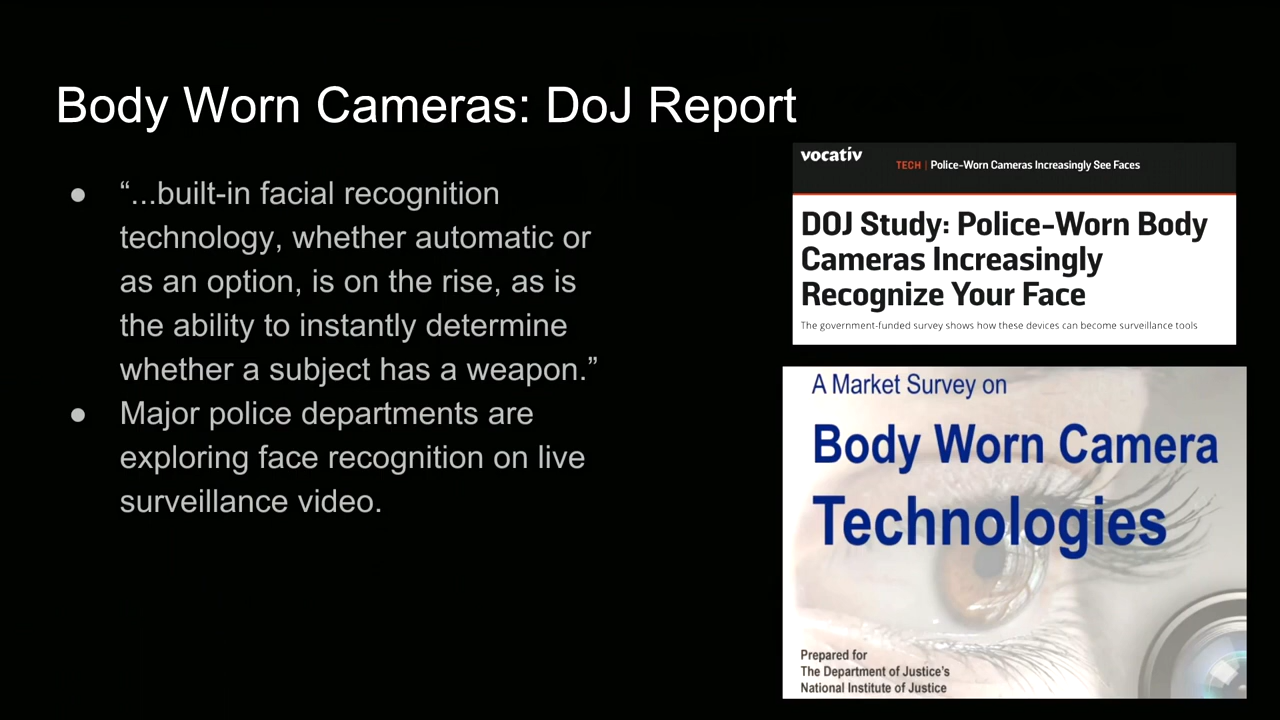 Body Worn Cameras: DoJ Report
● “...built-in facial recognition
technology, whether automatic or
as an option, is on the rise, as is
the ability to instantly determine
whether a subject has a weapon.”
● Major police departments are
exploring face recognition on live
surveillance video.
vocativ
TECH | Police-Worn Cameras Increasingly See Faces
DOJ Study: Police-Worn Body
Cameras Increasingly
Recognize Your Face
The government-funded survey shows how these devices can become surveillance tools
A Market Survey on
Body Worn Camera
Technologies
Prepared for
The Department of Justice's
National Institute of Justice